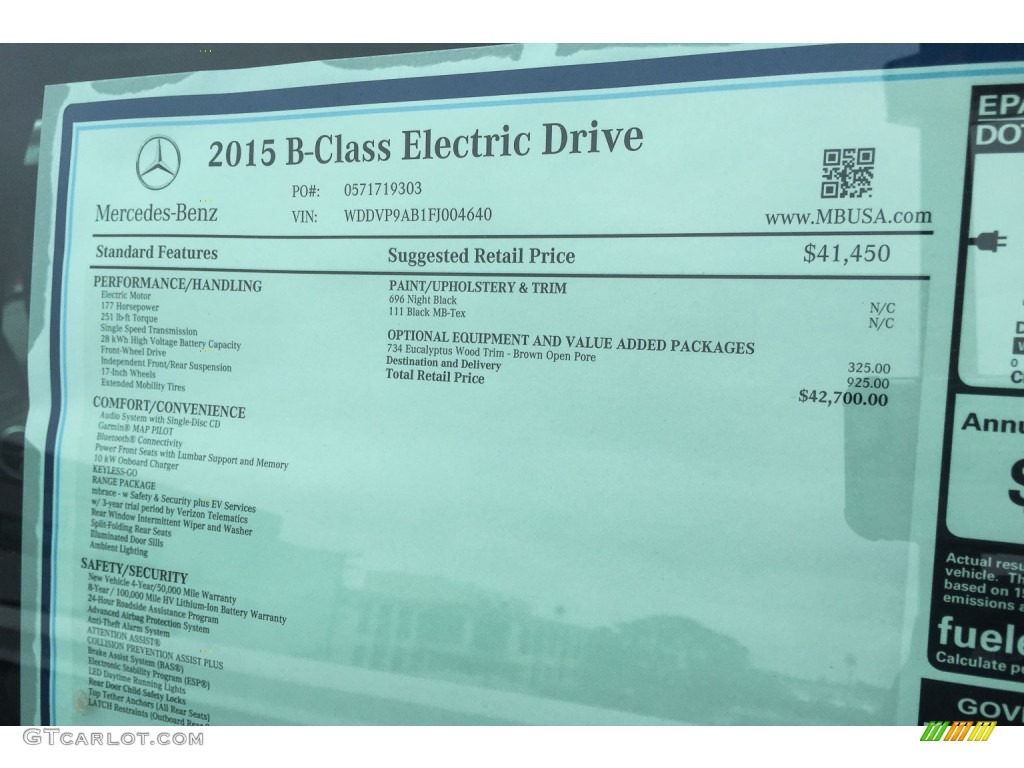 2015 B-Class Electric Drive
PO#: 0571719303
Mercedes-Benz
VIN: WDDVP9AB1FJ004640
www.MBUSA.com
Standard Features
Suggested Retail Price
$41,450
PERFORMANCE/HANDLING
Electric Motor
177 Horsepower
251 lb-ft Torque
Single Speed Transmission
28 kWh High Voltage Battery Capacity
Front-Wheel Drive
Independent Front/Rear Suspension
17-Inch Wheels
Extended Mobility Tires
COMFORT/CONVENIENCE
Audio System with Single-Disc CD
Garmin® MAP PILOT
Bluetooth® Connectivity
Power Front Seats with Lumbar Support and Memory
10 kW Onboard Charger
KEYLESS-GO
RANGE PACKAGE
mbrace - w Safety & Security plus EV Services
w/ 3-year trial period by Verizon Telematics
Rear Window Intermittent Wiper and Washer
Split-Folding Rear Seats
Illuminated Door Sills
Ambient Lighting
SAFETY/SECURITY
New Vehicle 4-Year/50,000 Mile Warranty
8-Year / 100,000 Mile HV Lithium-Ion Battery Warranty
24-Hour Roadside Assistance Program
Advanced Airbag Protection System
Anti-Theft Alarm System
ATTENTION ASSIST®
COLLISION PREVENTION ASSIST PLUS
Brake Assist System (BAS®)
Electronic Stability Program (ESP®)
LED Daytime Running Lights
Rear Door Child Safety Locks
Top Tether Anchors (All Rear Seats)
LATCH Restraints (Outboard Rear
PAINT/UPHOLSTERY & TRIM
696 Night Black N/C
111 Black MB-Tex N/C
OPTIONAL EQUIPMENT AND VALUE ADDED PACKAGES
734 Eucalyptus Wood Trim - Brown Open Pore 325.00
Destination and Delivery 925.00
Total Retail Price $42,700.00
EPA
DOT
D
0
C
Annu
$
Actual resu
vehicle. Th
based on 15
emissions a
fuele
Calculate pe
GOVE
GTcarlot.com